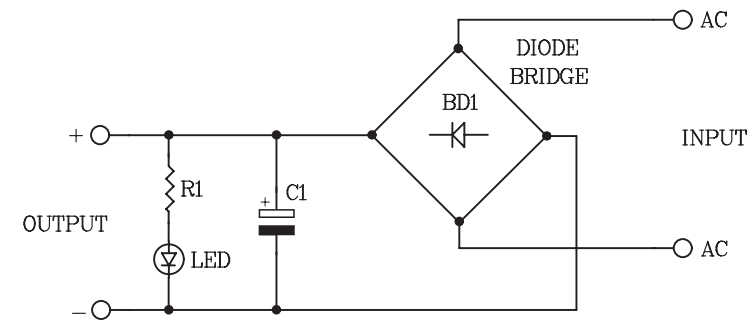 AC
DIODE
BRIDGE
BD1
+
INPUT
R1
+
C1
OUTPUT
LED
AC
−